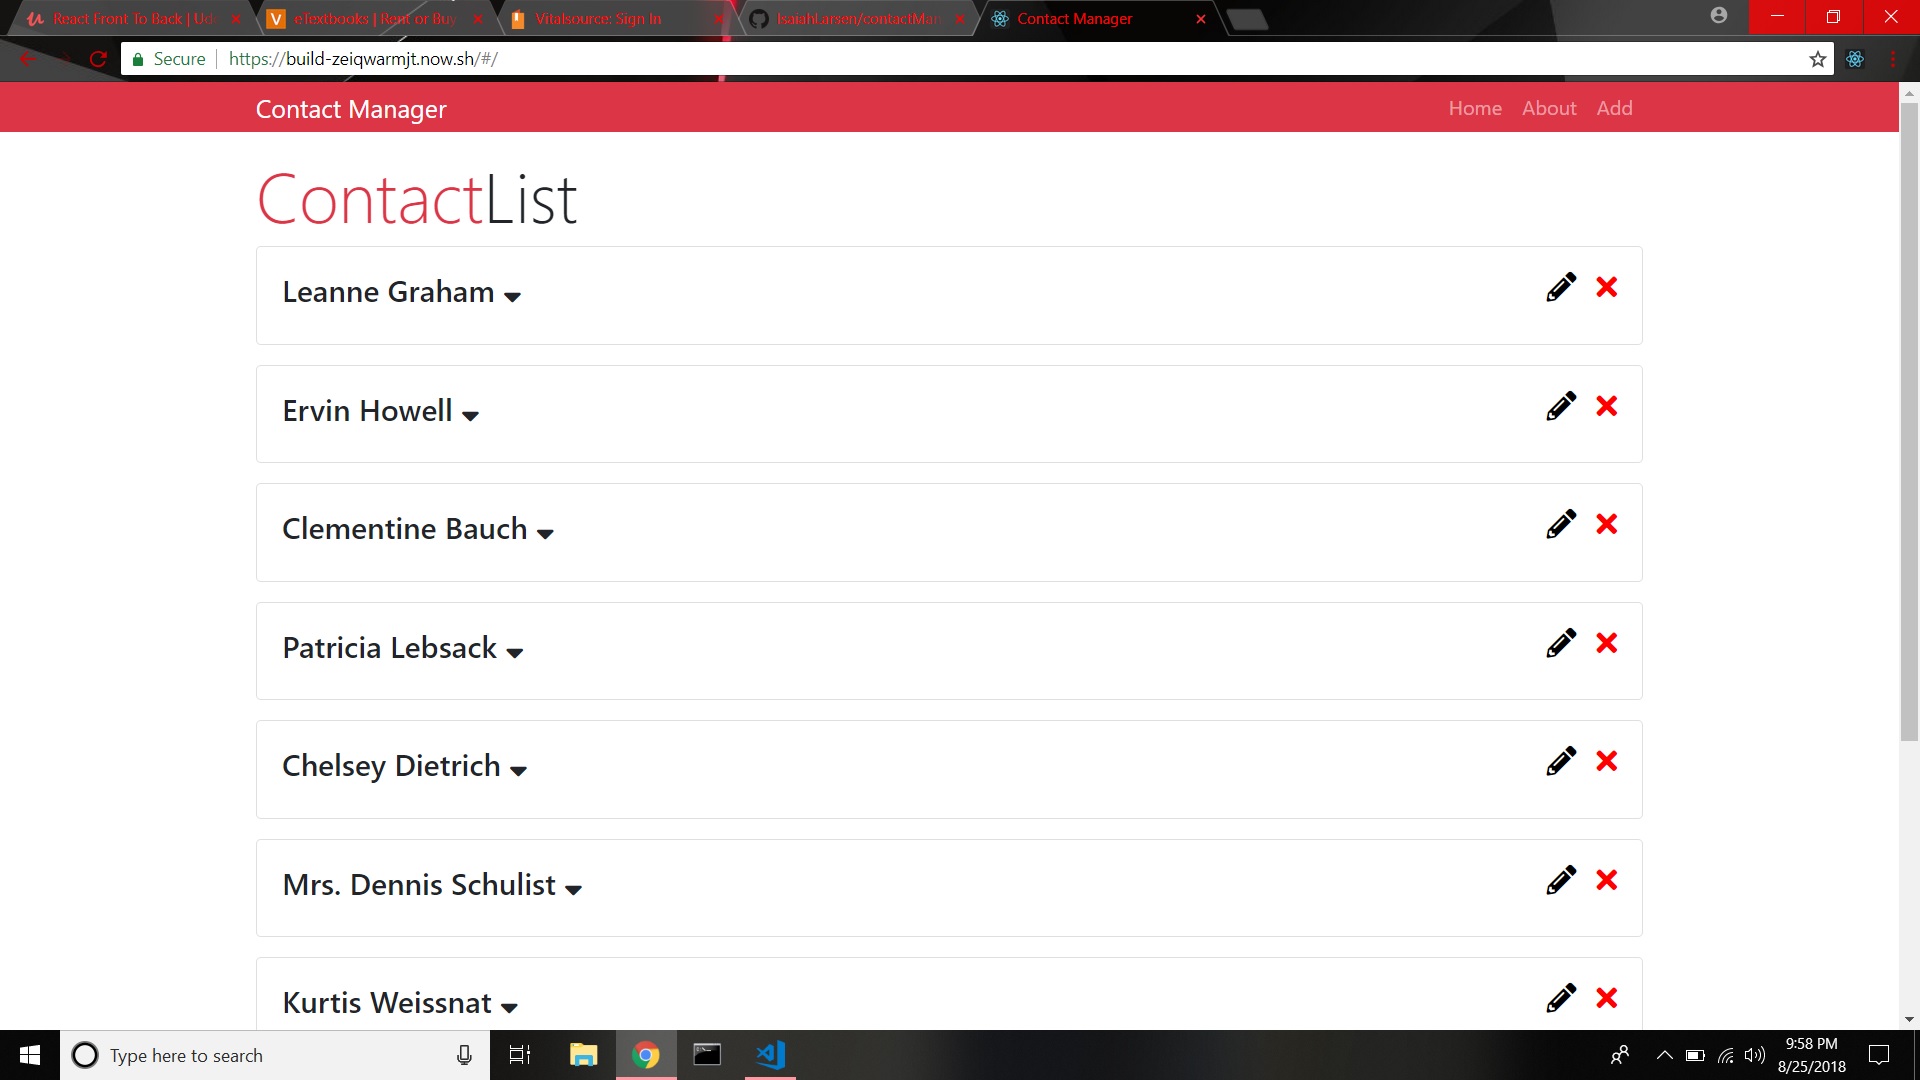 React Front To Back | Ud
eTextbooks | Rent or Buy
Vitalsource: Sign In
IsaiahLarsen/contactMan
Contact Manager
Secure
https://build-zeiqwarmjt.now.sh/#/
Contact Manager
Home About Add
ContactList
Leanne Graham
Ervin Howell
Clementine Bauch
Patricia Lebsack
Chelsey Dietrich
Mrs. Dennis Schulist
Kurtis Weissnat
Type here to search
9:58 PM
8/25/2018